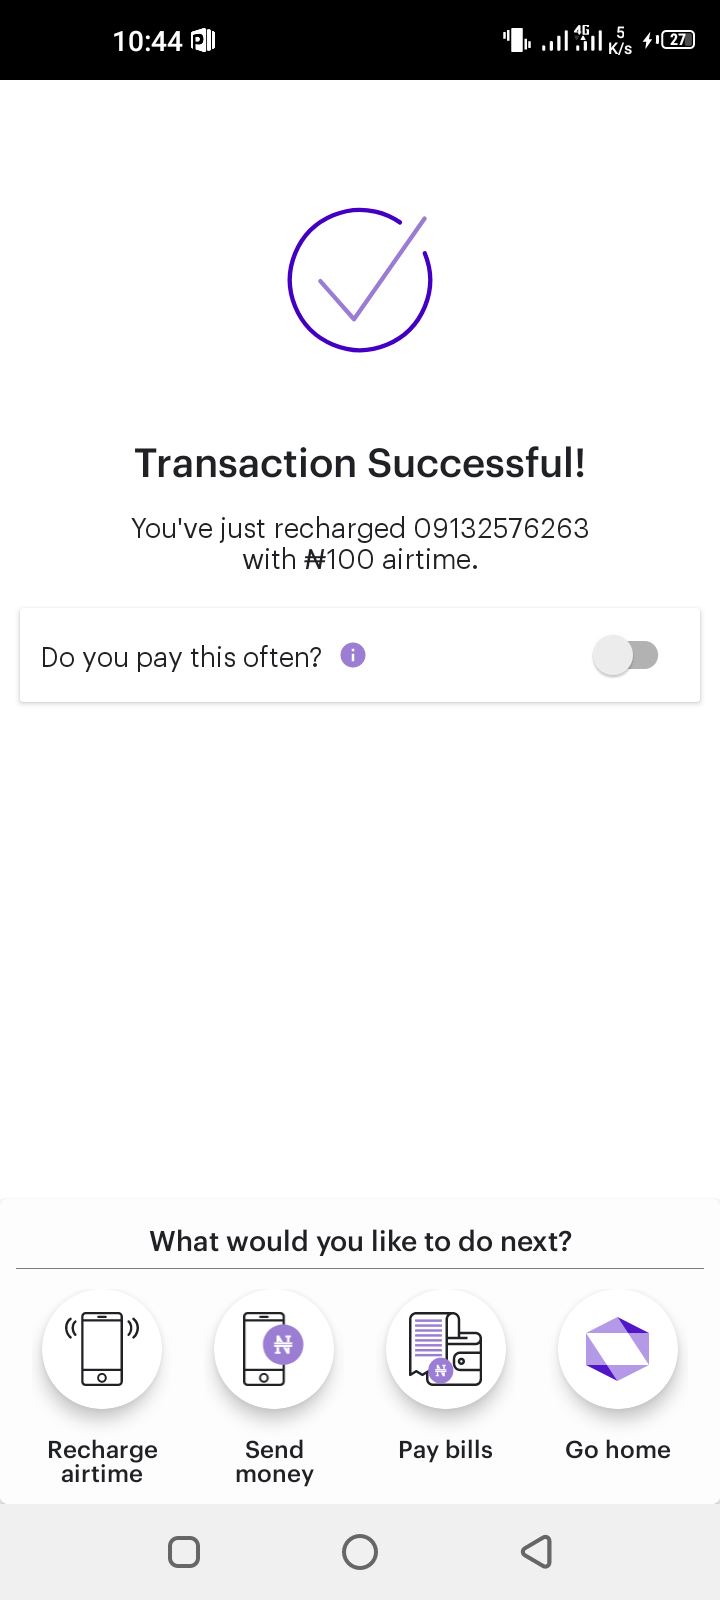 10:44
4G
5
K/s
27
Transaction Successful!
You've just recharged 09132576263
with ₦100 airtime.
Do you pay this often?
What would you like to do next?
Recharge
airtime
Send
money
Pay bills
Go home